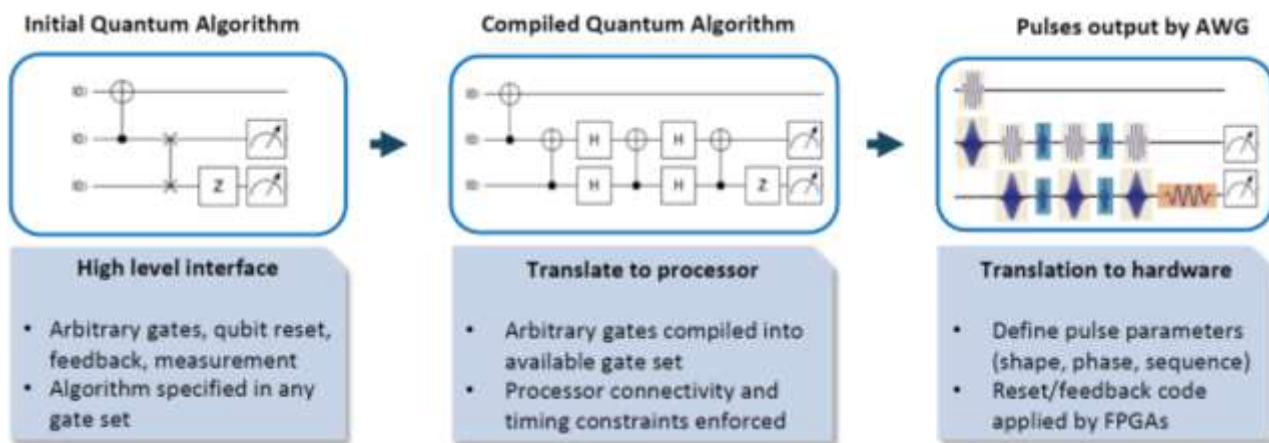 Initial Quantum Algorithm
Compiled Quantum Algorithm
Pulses output by AWG
Z
H
H
H
H
Z
High level interface
• Arbitrary gates, qubit reset,
feedback, measurement
• Algorithm specified in any
gate set
Translate to processor
• Arbitrary gates compiled into
available gate set
• Processor connectivity and
timing constraints enforced
Translation to hardware
• Define pulse parameters
(shape, phase, sequence)
• Reset/feedback code
applied by FPGAs